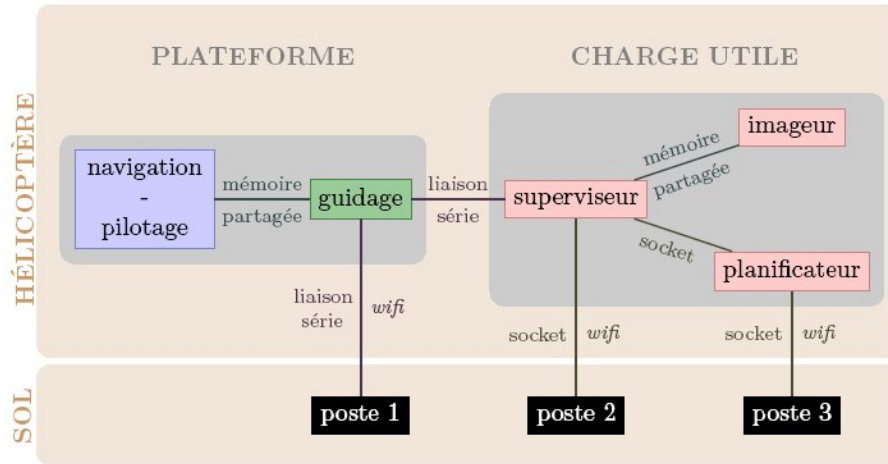 PLATEFORME
CHARGE UTILE
HÉLICOPTÈRE
imageur
navigation
-
pilotage
mémoire
partagée
guidage
liaison
série
superviseur
mémoire
partagée
socket
planificateur
liaison
série
wifi
socket
wifi
socket
wifi
SOL
poste 1
poste 2
poste 3